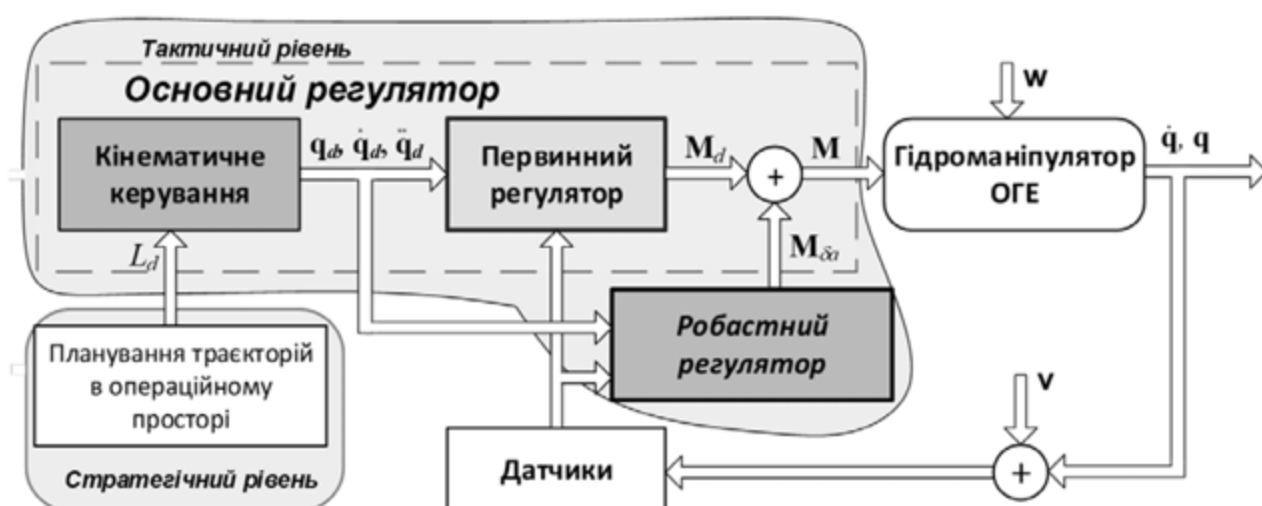 Тактичний рівень
Основний регулятор
w
Кінематичне
керування
q_d, q̇_d, q̈_d
Первинний
регулятор
M_d
+
M
Гідроманіпулятор
ОГЕ
q̇, q
L_d
M_δa
Робастний
регулятор
Планування траєкторій
в операційному
просторі
Стратегічний рівень
v
Датчики
+